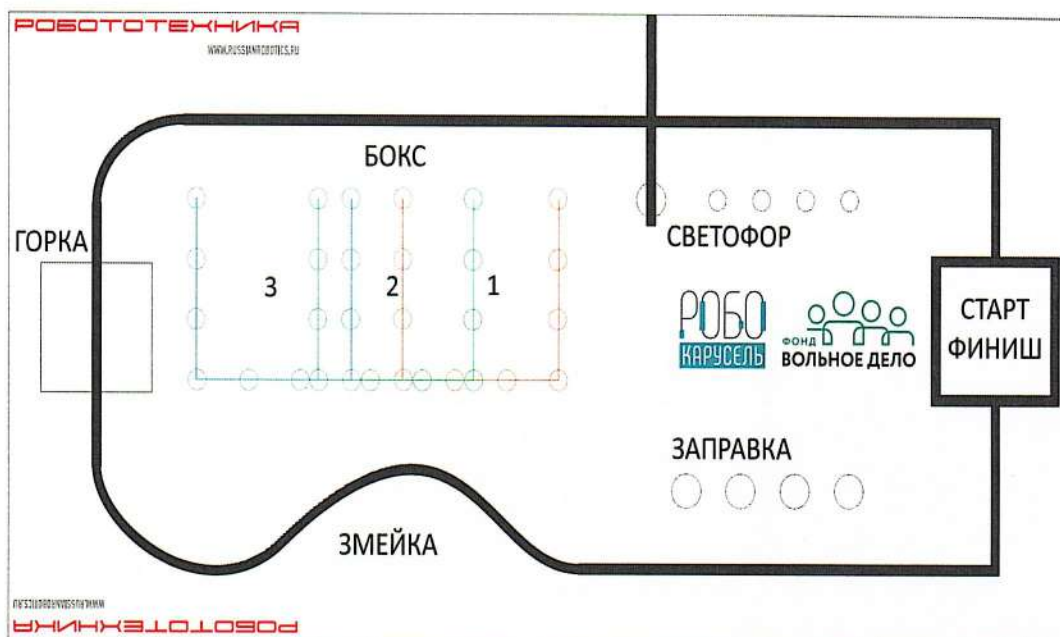 РОБОТОТЕХНИКА
WWW.RUSSIANROBOTICS.RU
БОКС
ГОРКА
СВЕТОФОР
3
2
1
РОБО
КАРУСЕЛЬ
ФОНД
ВОЛЬНОЕ ДЕЛО
СТАРТ
ФИНИШ
ЗАПРАВКА
ЗМЕЙКА
WWW.RUSSIANROBOTICS.RU
РОБОТОТЕХНИКА